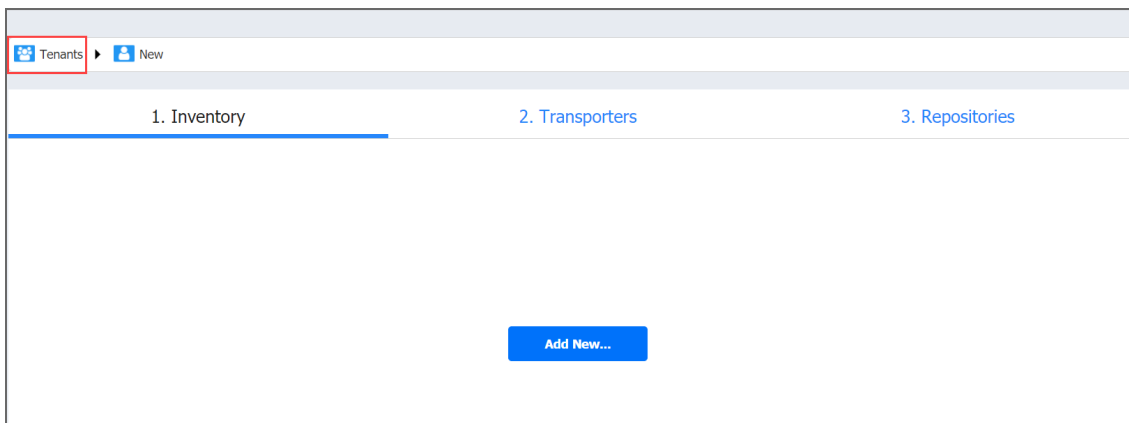 Tenants New
1. Inventory 2. Transporters 3. Repositories
Add New...